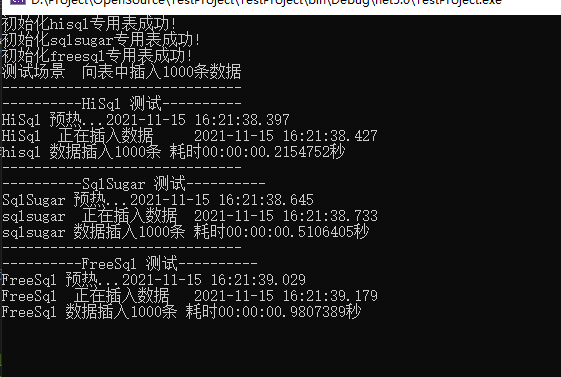 D:\Project\OpenSource\TestProject\TestProject\bin\Debug\net5.0\TestProject.exe
初始化hisql专用表成功!
初始化sqlsugar专用表成功!
初始化freesql专用表成功!
测试场景  向表中插入1000条数据
------------------------------
----------HiSql 测试----------
HiSql 预热...2021-11-15 16:21:38.397
HiSql  正在插入数据     2021-11-15 16:21:38.427
hisql 数据插入1000条 耗时00:00:00.2154752秒
------------------------------
----------SqlSugar 测试----------
SqlSugar 预热...2021-11-15 16:21:38.645
sqlsugar  正在插入数据  2021-11-15 16:21:38.733
sqlsugar 数据插入1000条 耗时00:00:00.5106405秒
------------------------------
----------FreeSql 测试----------
FreeSql 预热...2021-11-15 16:21:39.029
FreeSql  正在插入数据   2021-11-15 16:21:39.179
FreeSql 数据插入1000条 耗时00:00:00.9807389秒